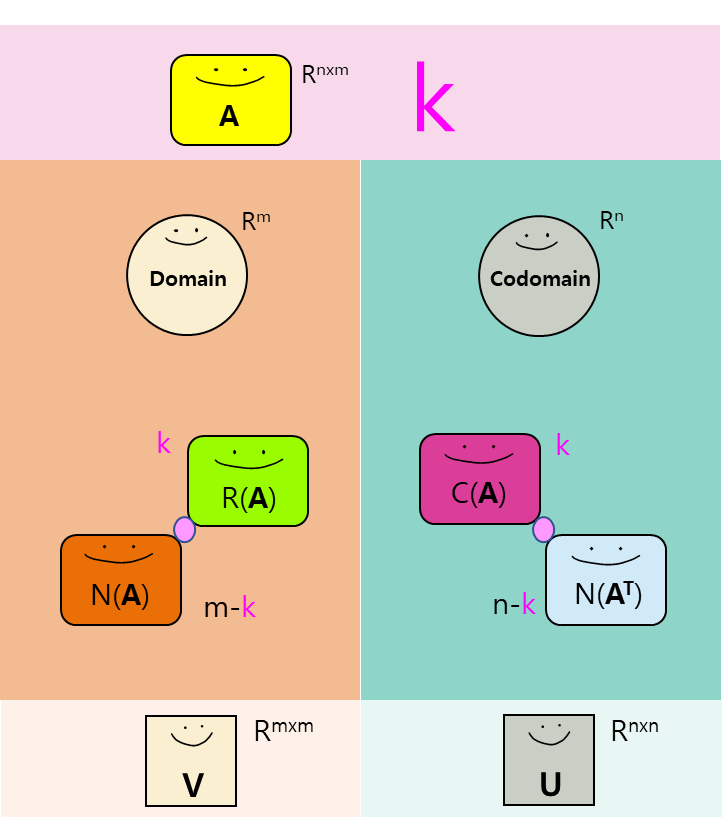 A
Rⁿˣᵐ
k
Domain
Rᵐ
Codomain
Rⁿ
k
R(A)
N(A)
m-k
C(A)
k
n-k
N(Aᵀ)
V
Rᵐˣᵐ
U
Rⁿˣⁿ